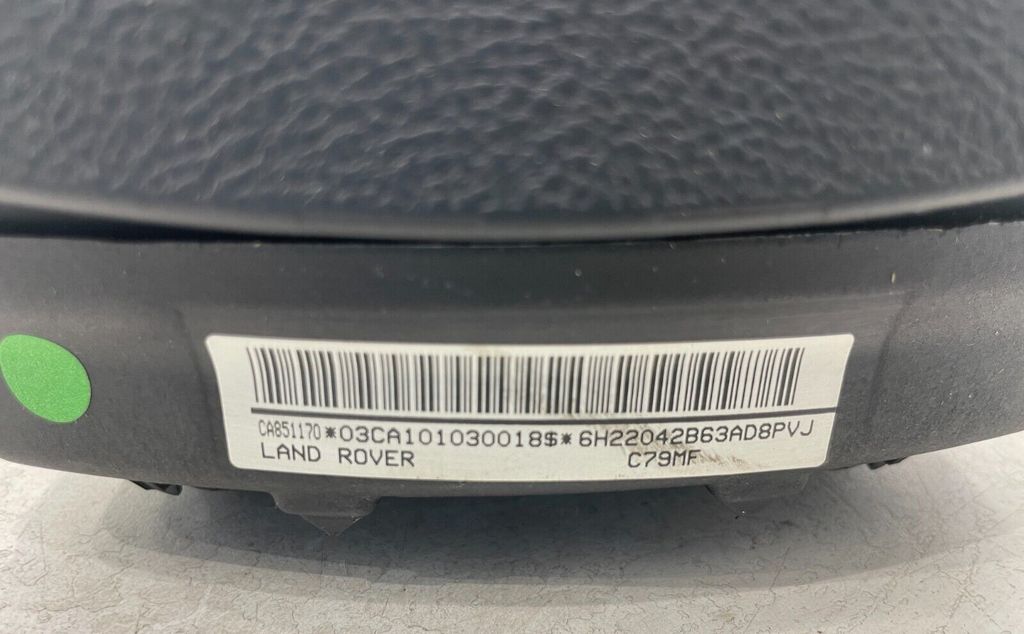 CA851170*03CA101030018$*6H22042B63AD8PVJ
LAND ROVER C79MF